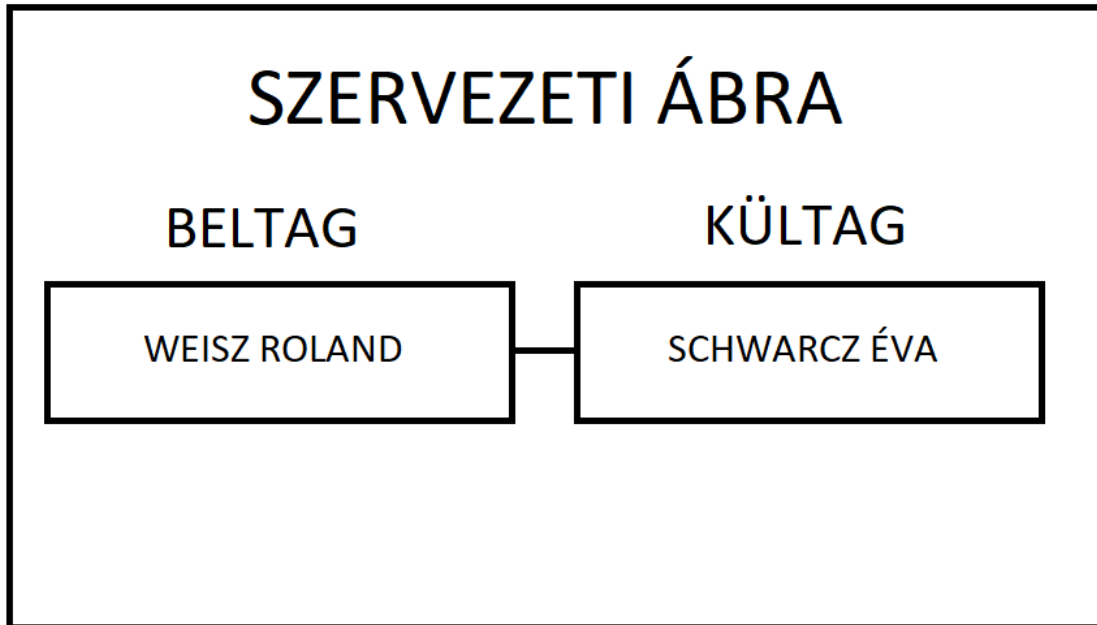 SZERVEZETI ÁBRA
BELTAG
KÜLTAG
WEISZ ROLAND
SCHWARCZ ÉVA